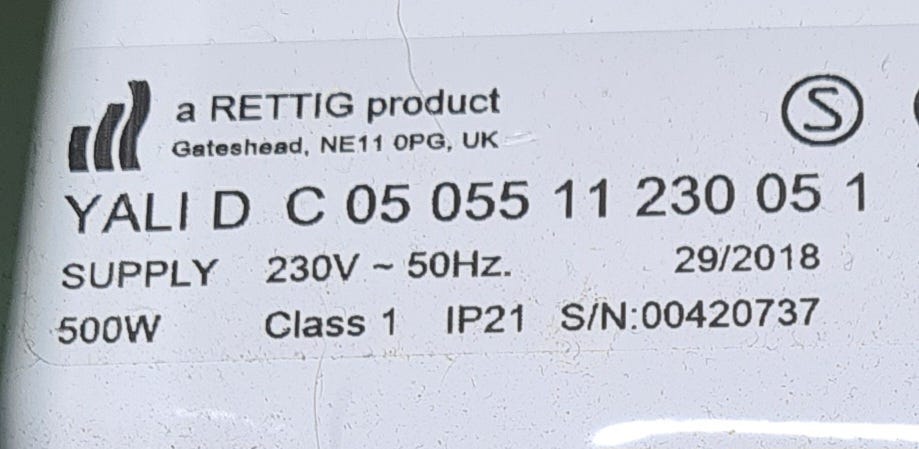 a RETTIG product
Gateshead, NE11 0PG, UK
S
YALI D C 05 055 11 230 05 1
SUPPLY 230V ~ 50Hz. 29/2018
500W Class 1 IP21 S/N:00420737